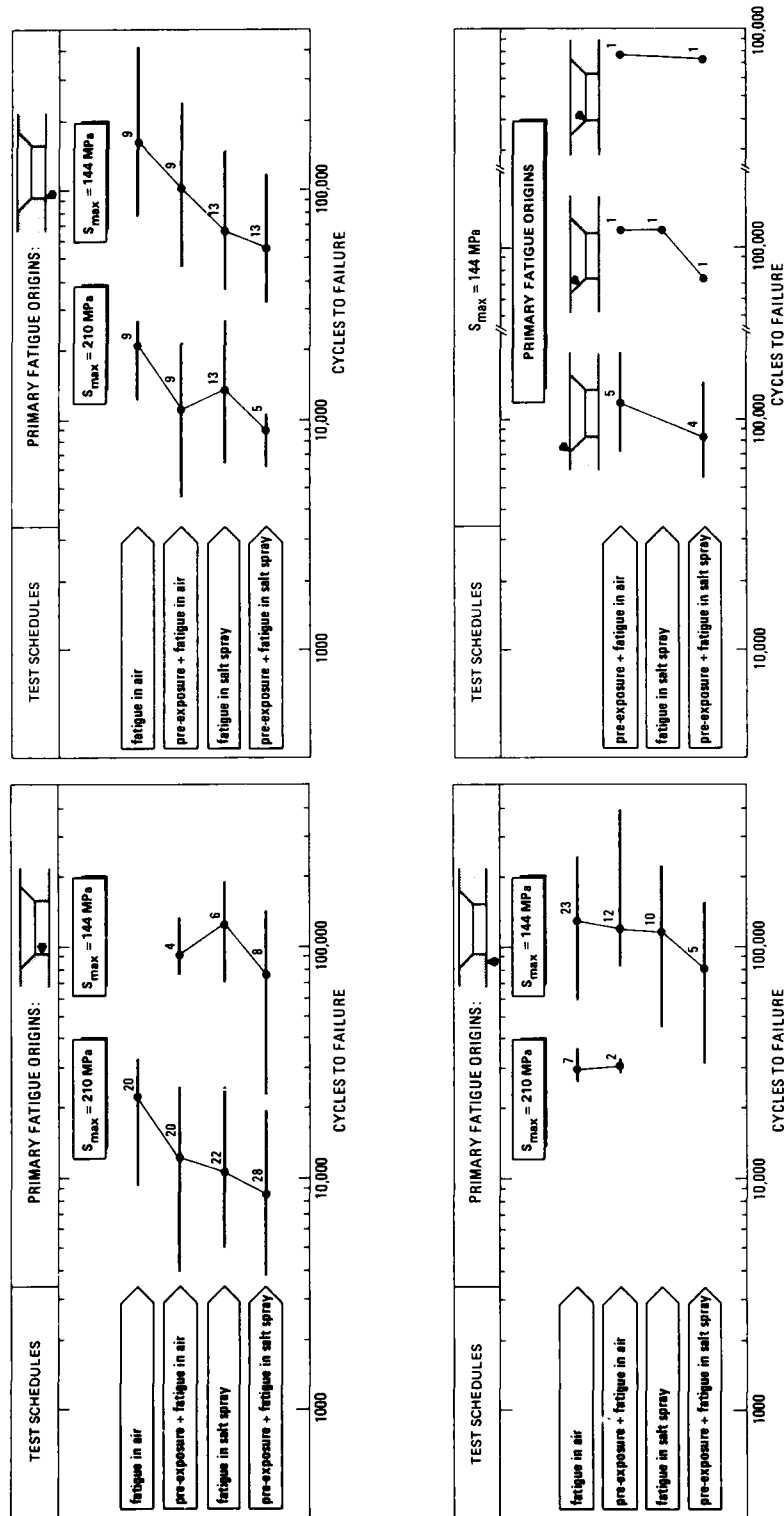 TEST SCHEDULES
PRIMARY FATIGUE ORIGINS:
S_max = 210 MPa
S_max = 144 MPa
fatigue in air
20
pre-exposure + fatigue in air
20
4
fatigue in salt spray
22
6
pre-exposure + fatigue in salt spray
28
8
1000
10,000
100,000
CYCLES TO FAILURE
TEST SCHEDULES
PRIMARY FATIGUE ORIGINS:
S_max = 210 MPa
S_max = 144 MPa
fatigue in air
9
9
pre-exposure + fatigue in air
9
9
fatigue in salt spray
13
13
pre-exposure + fatigue in salt spray
5
13
1000
10,000
100,000
CYCLES TO FAILURE
TEST SCHEDULES
PRIMARY FATIGUE ORIGINS:
S_max = 210 MPa
S_max = 144 MPa
fatigue in air
7
23
pre-exposure + fatigue in air
2
12
fatigue in salt spray
10
pre-exposure + fatigue in salt spray
5
1000
10,000
100,000
CYCLES TO FAILURE
TEST SCHEDULES
S_max = 144 MPa
PRIMARY FATIGUE ORIGINS
pre-exposure + fatigue in air
5
1
1
fatigue in salt spray
1
pre-exposure + fatigue in salt spray
4
1
1
1000
10,000
100,000
100,000
100,000
CYCLES TO FAILURE